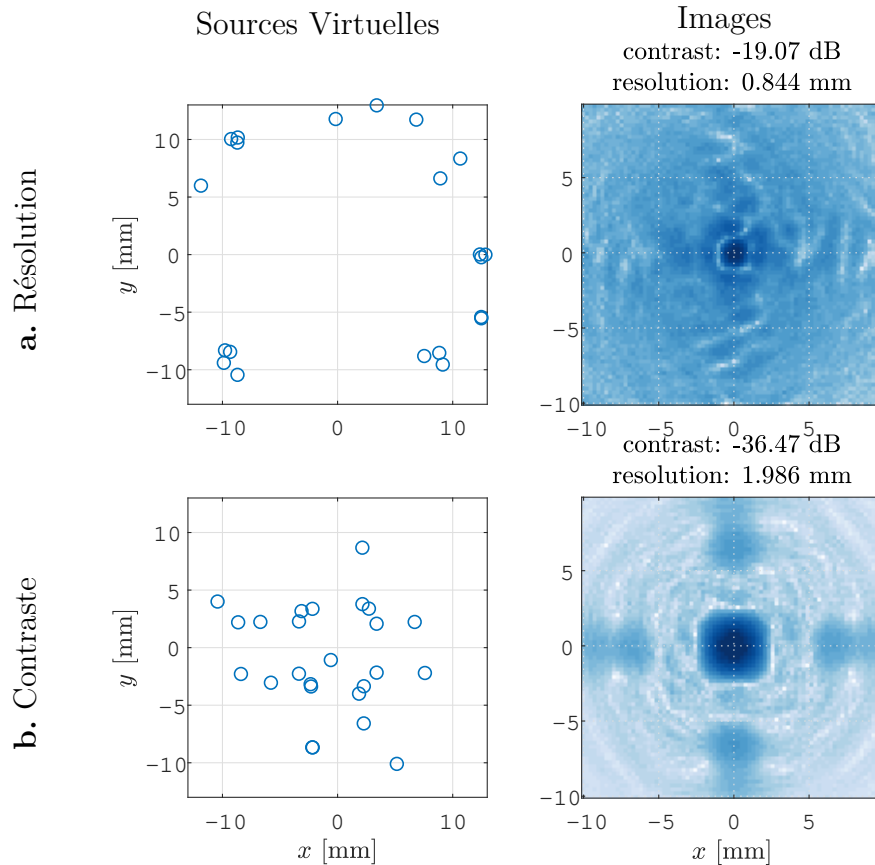 Sources Virtuelles
Images
contrast: -19.07 dB
resolution: 0.844 mm
a. Résolution
y [mm]
10
5
0
−5
−10
−10
0
10
5
0
−5
−10
−10
−5
0
5
contrast: -36.47 dB
resolution: 1.986 mm
b. Contraste
y [mm]
10
5
0
−5
−10
−10
0
10
x [mm]
5
0
−5
−10
−10
−5
0
5
x [mm]